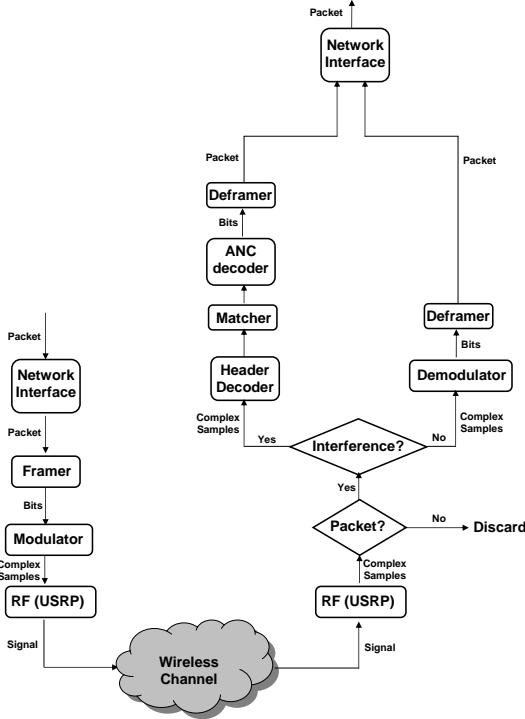 Packet
Network
Interface
Packet
Packet
Deframer
Bits
ANC
decoder
Matcher
Header
Decoder
Complex
Samples
Deframer
Bits
Demodulator
Complex
Samples
Yes
Interference?
No
Yes
Packet?
No
Discard
Complex
Samples
RF (USRP)
Signal
Packet
Network
Interface
Packet
Framer
Bits
Modulator
Complex
Samples
RF (USRP)
Signal
Wireless
Channel